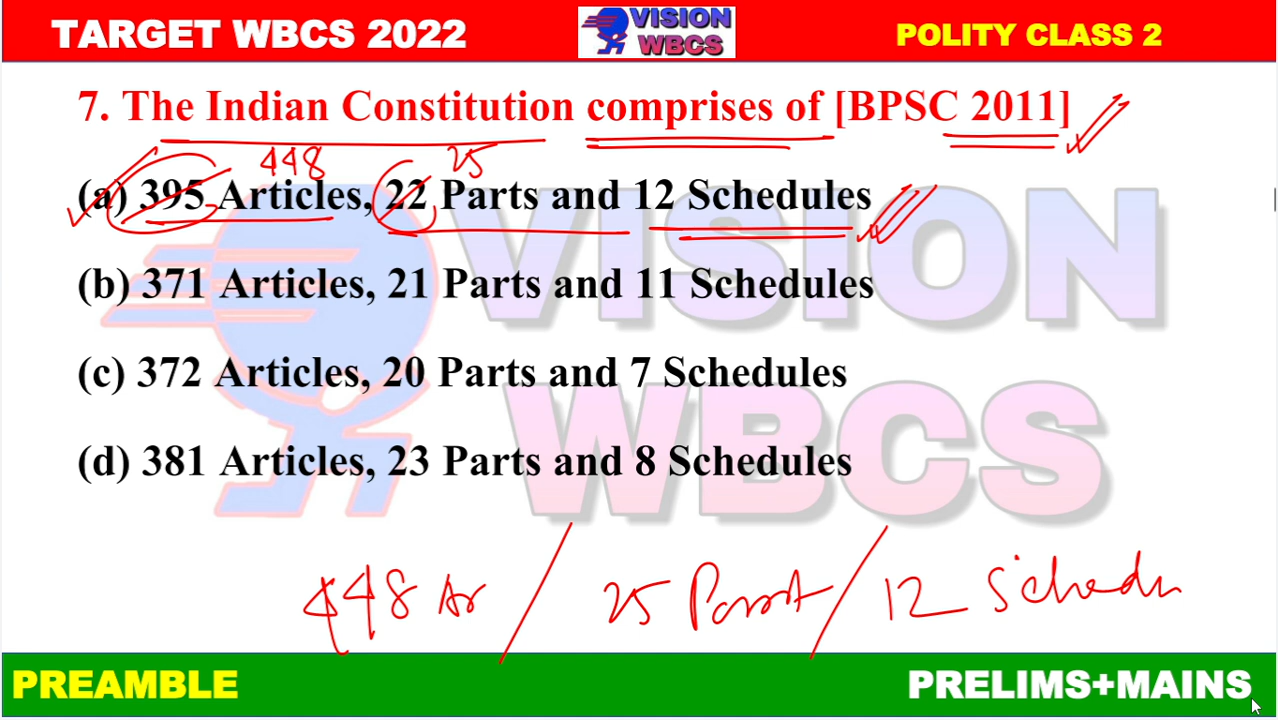 TARGET WBCS 2022
VISION
WBCS
POLITY CLASS 2
7. The Indian Constitution comprises of [BPSC 2011]
448 25
(a) 395 Articles, 22 Parts and 12 Schedules
(b) 371 Articles, 21 Parts and 11 Schedules
(c) 372 Articles, 20 Parts and 7 Schedules
(d) 381 Articles, 23 Parts and 8 Schedules
VISION
WBCS
448 Ar / 25 Part / 12 Schedu
PREAMBLE
PRELIMS+MAINS